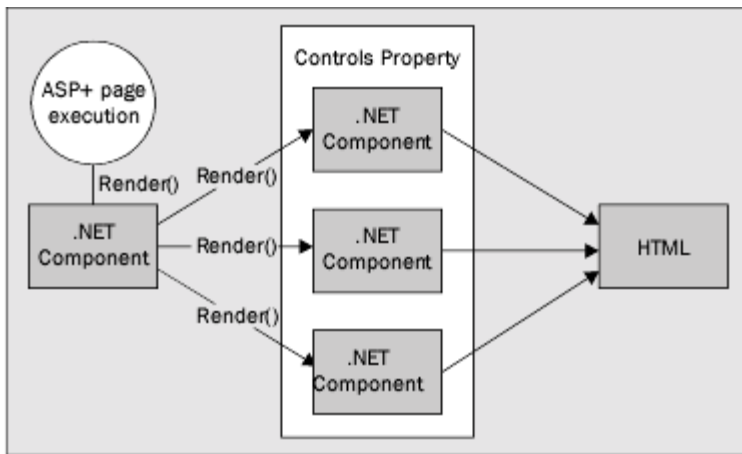 ASP+ page
execution
Render()
.NET
Component
Controls Property
Render()
.NET
Component
Render()
.NET
Component
Render()
.NET
Component
HTML